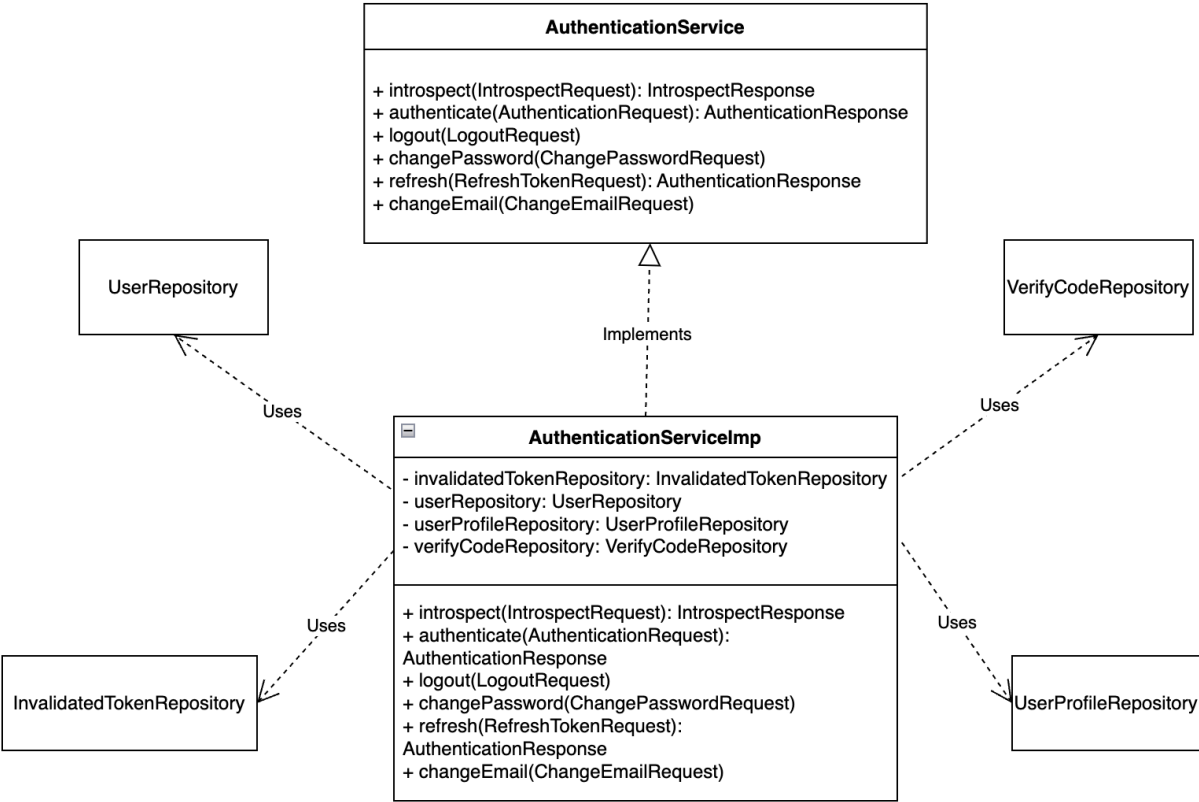 AuthenticationService
+ introspect(IntrospectRequest): IntrospectResponse
+ authenticate(AuthenticationRequest): AuthenticationResponse
+ logout(LogoutRequest)
+ changePassword(ChangePasswordRequest)
+ refresh(RefreshTokenRequest): AuthenticationResponse
+ changeEmail(ChangeEmailRequest)
UserRepository
VerifyCodeRepository
Implements
Uses
Uses
AuthenticationServiceImp
- invalidatedTokenRepository: InvalidatedTokenRepository
- userRepository: UserRepository
- userProfileRepository: UserProfileRepository
- verifyCodeRepository: VerifyCodeRepository
+ introspect(IntrospectRequest): IntrospectResponse
+ authenticate(AuthenticationRequest):
AuthenticationResponse
+ logout(LogoutRequest)
+ changePassword(ChangePasswordRequest)
+ refresh(RefreshTokenRequest):
AuthenticationResponse
+ changeEmail(ChangeEmailRequest)
Uses
Uses
InvalidatedTokenRepository
UserProfileRepository